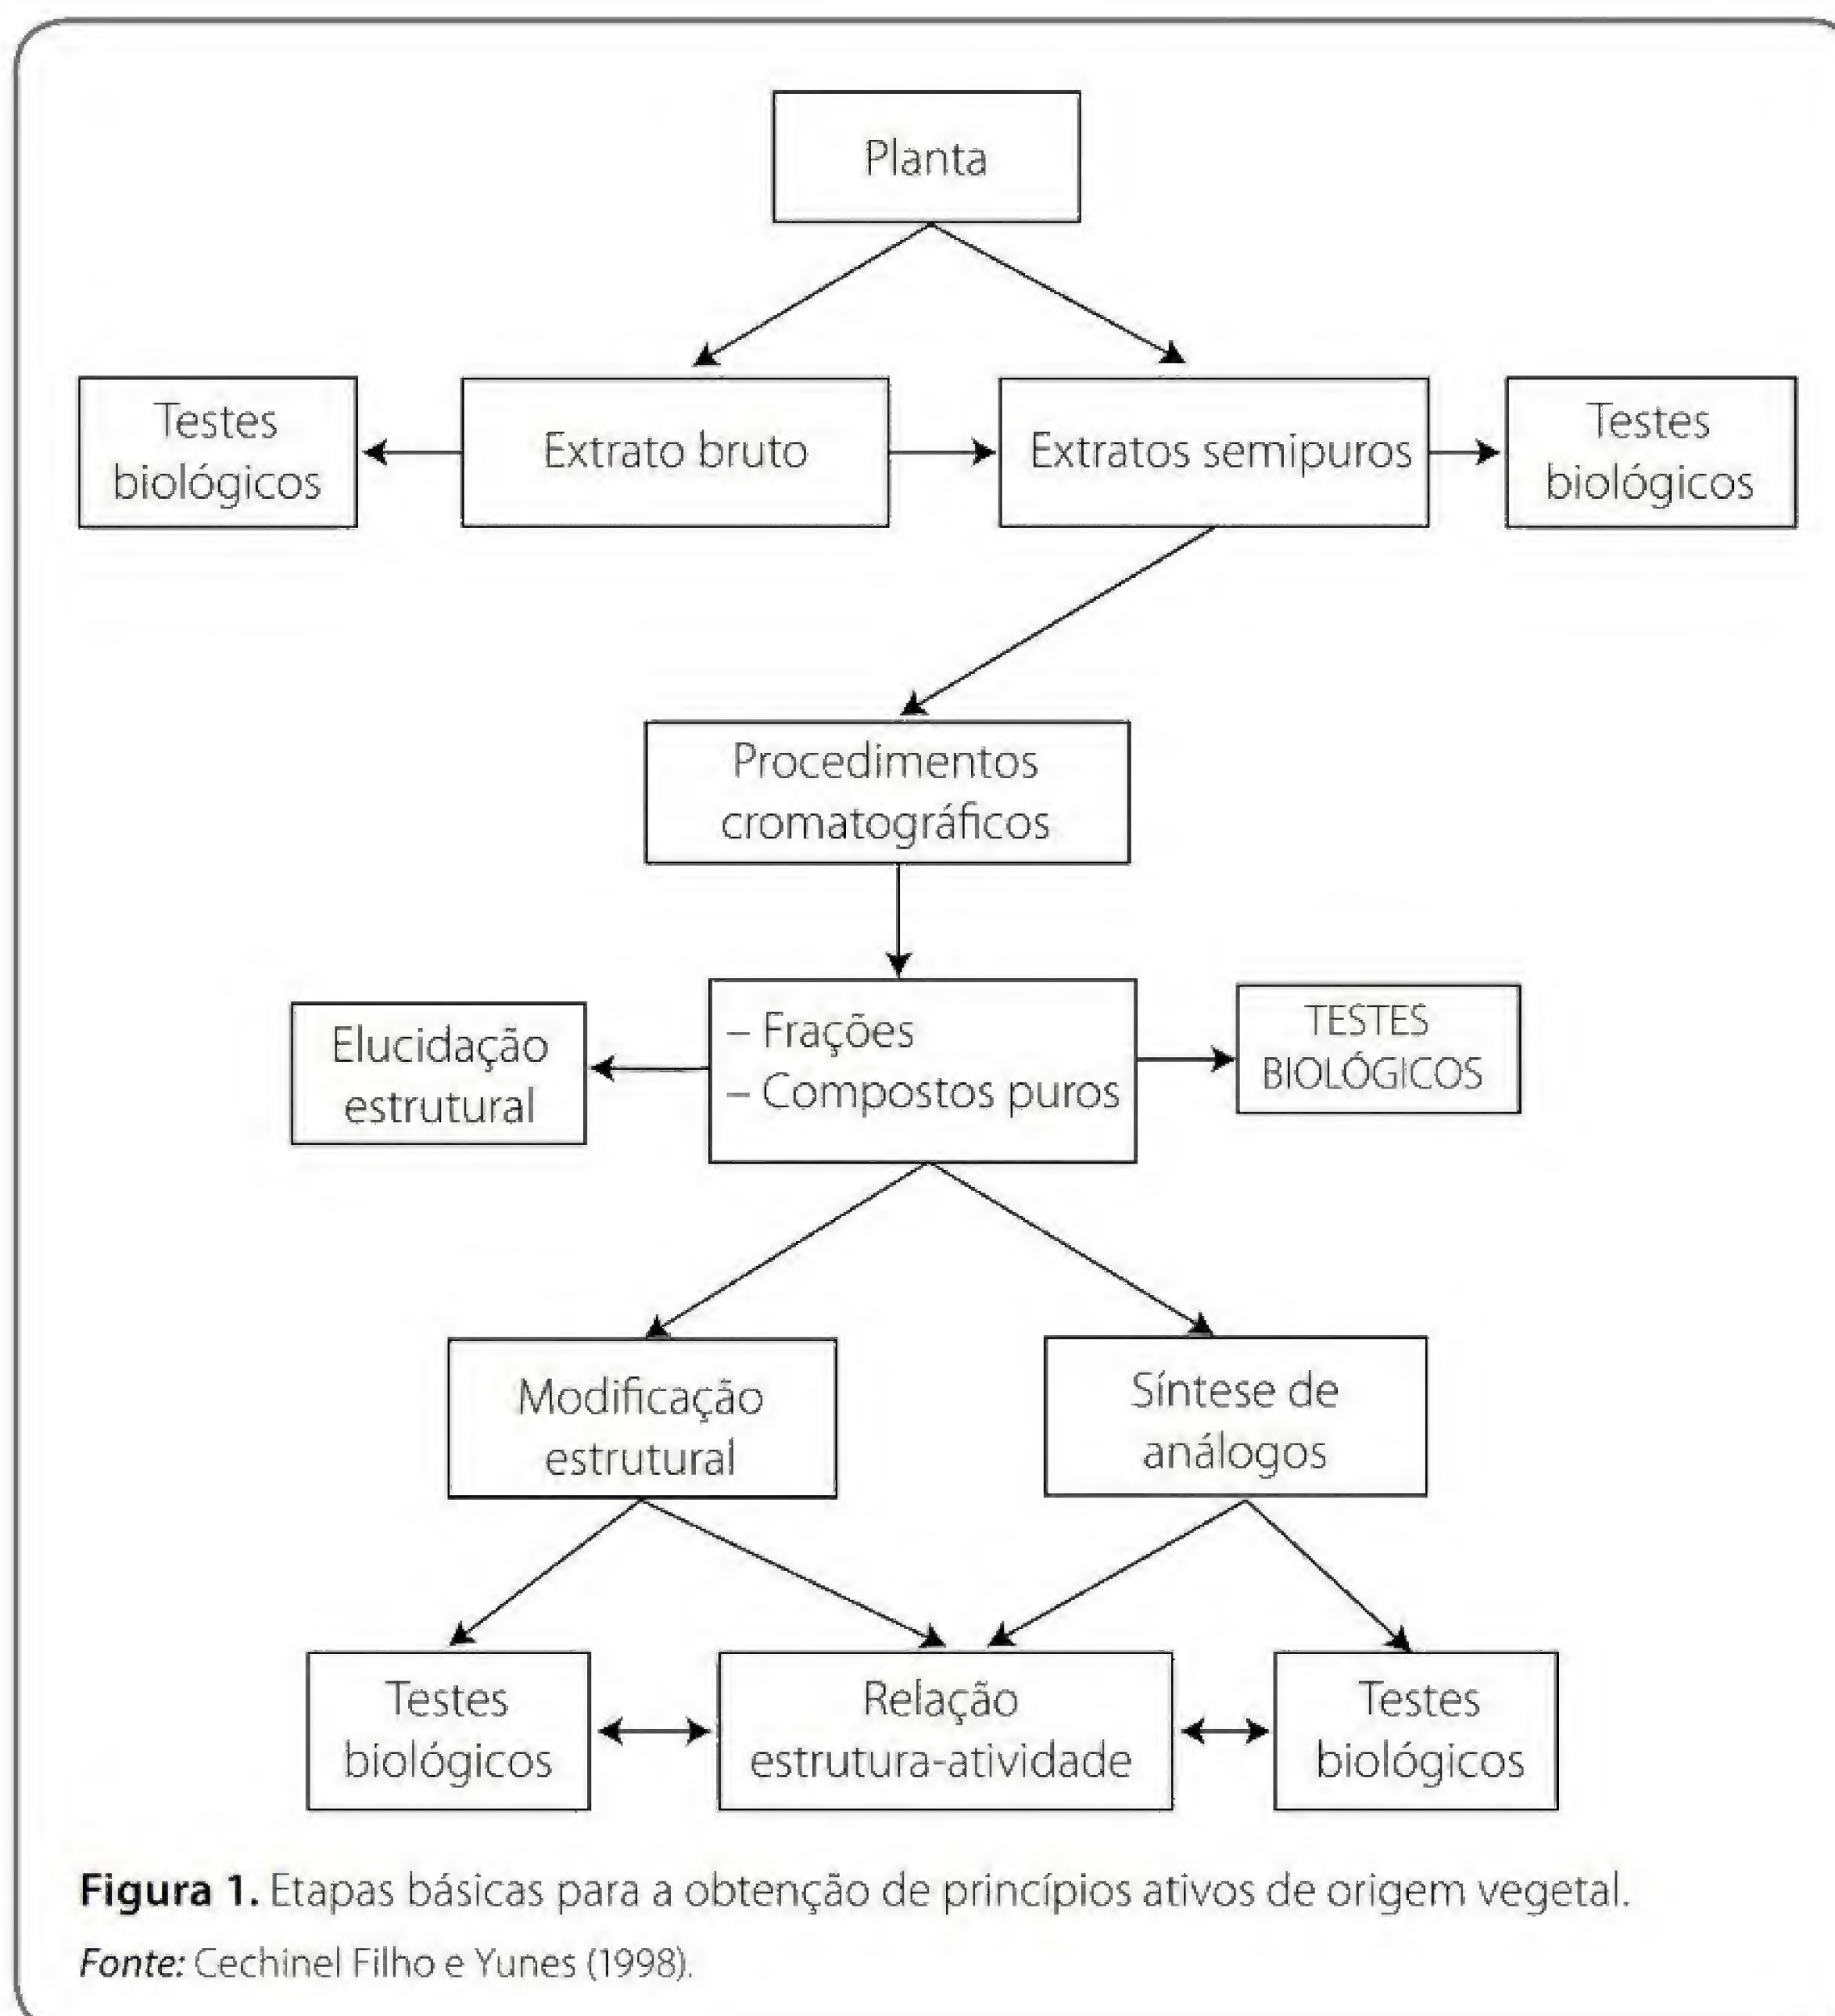 Planta
Testes
biológicos
Extrato bruto
Extratos semipuros
Testes
biológicos
Procedimentos
cromatográficos
Elucidação
estrutural
– Frações
– Compostos puros
TESTES
BIOLÓGICOS
Modificação
estrutural
Síntese de
análogos
Testes
biológicos
Relação
estrutura-atividade
Testes
biológicos
Figura 1. Etapas básicas para a obtenção de princípios ativos de origem vegetal.
Fonte: Cechinel Filho e Yunes (1998).